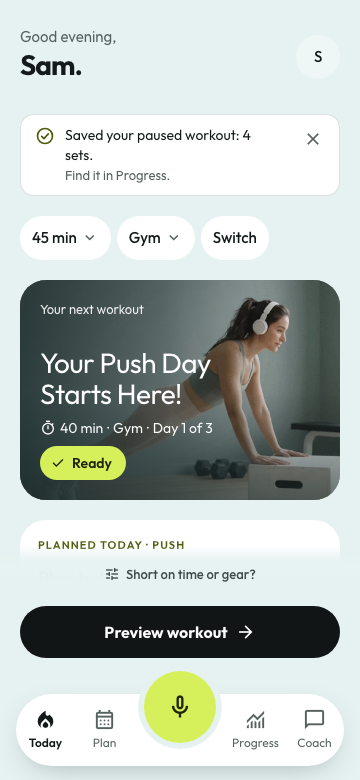 Good evening,
Sam.
S
Saved your paused workout: 4
sets.
Find it in Progress.
45 min
Gym
Switch
Your next workout
Your Push Day
Starts Here!
40 min · Gym · Day 1 of 3
Ready
PLANNED TODAY · PUSH
Short on time or gear?
Preview workout
Today
Plan
Progress
Coach